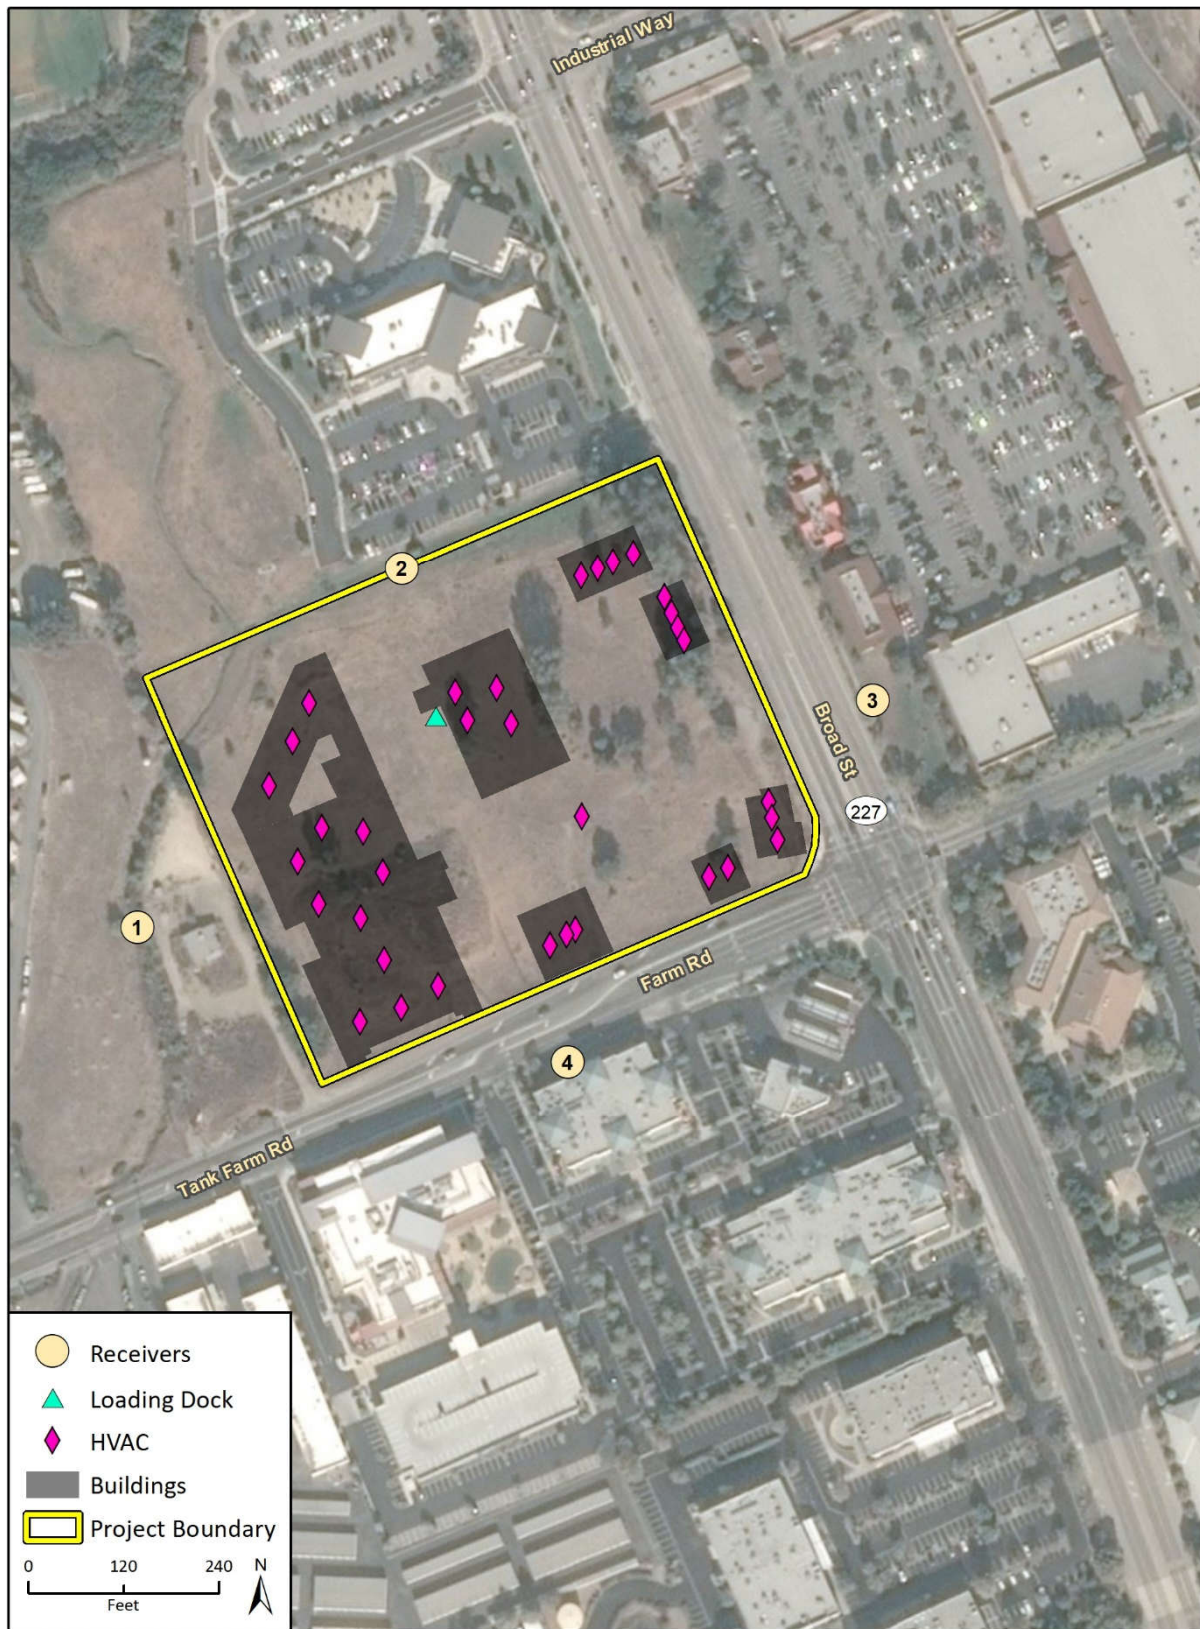 Industrial Way
2
3
Broad St
227
1
Farm Rd
4
Tank Farm Rd
Receivers
Loading Dock
HVAC
Buildings
Project Boundary
0 120 240 N
Feet